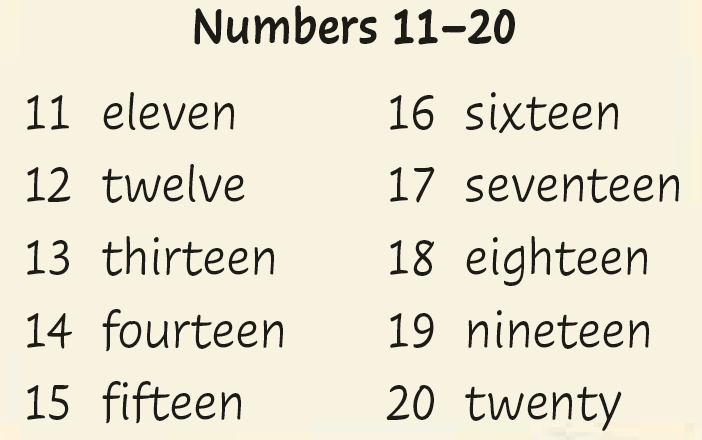 Numbers 11–20
11 eleven
12 twelve
13 thirteen
14 fourteen
15 fifteen
16 sixteen
17 seventeen
18 eighteen
19 nineteen
20 twenty